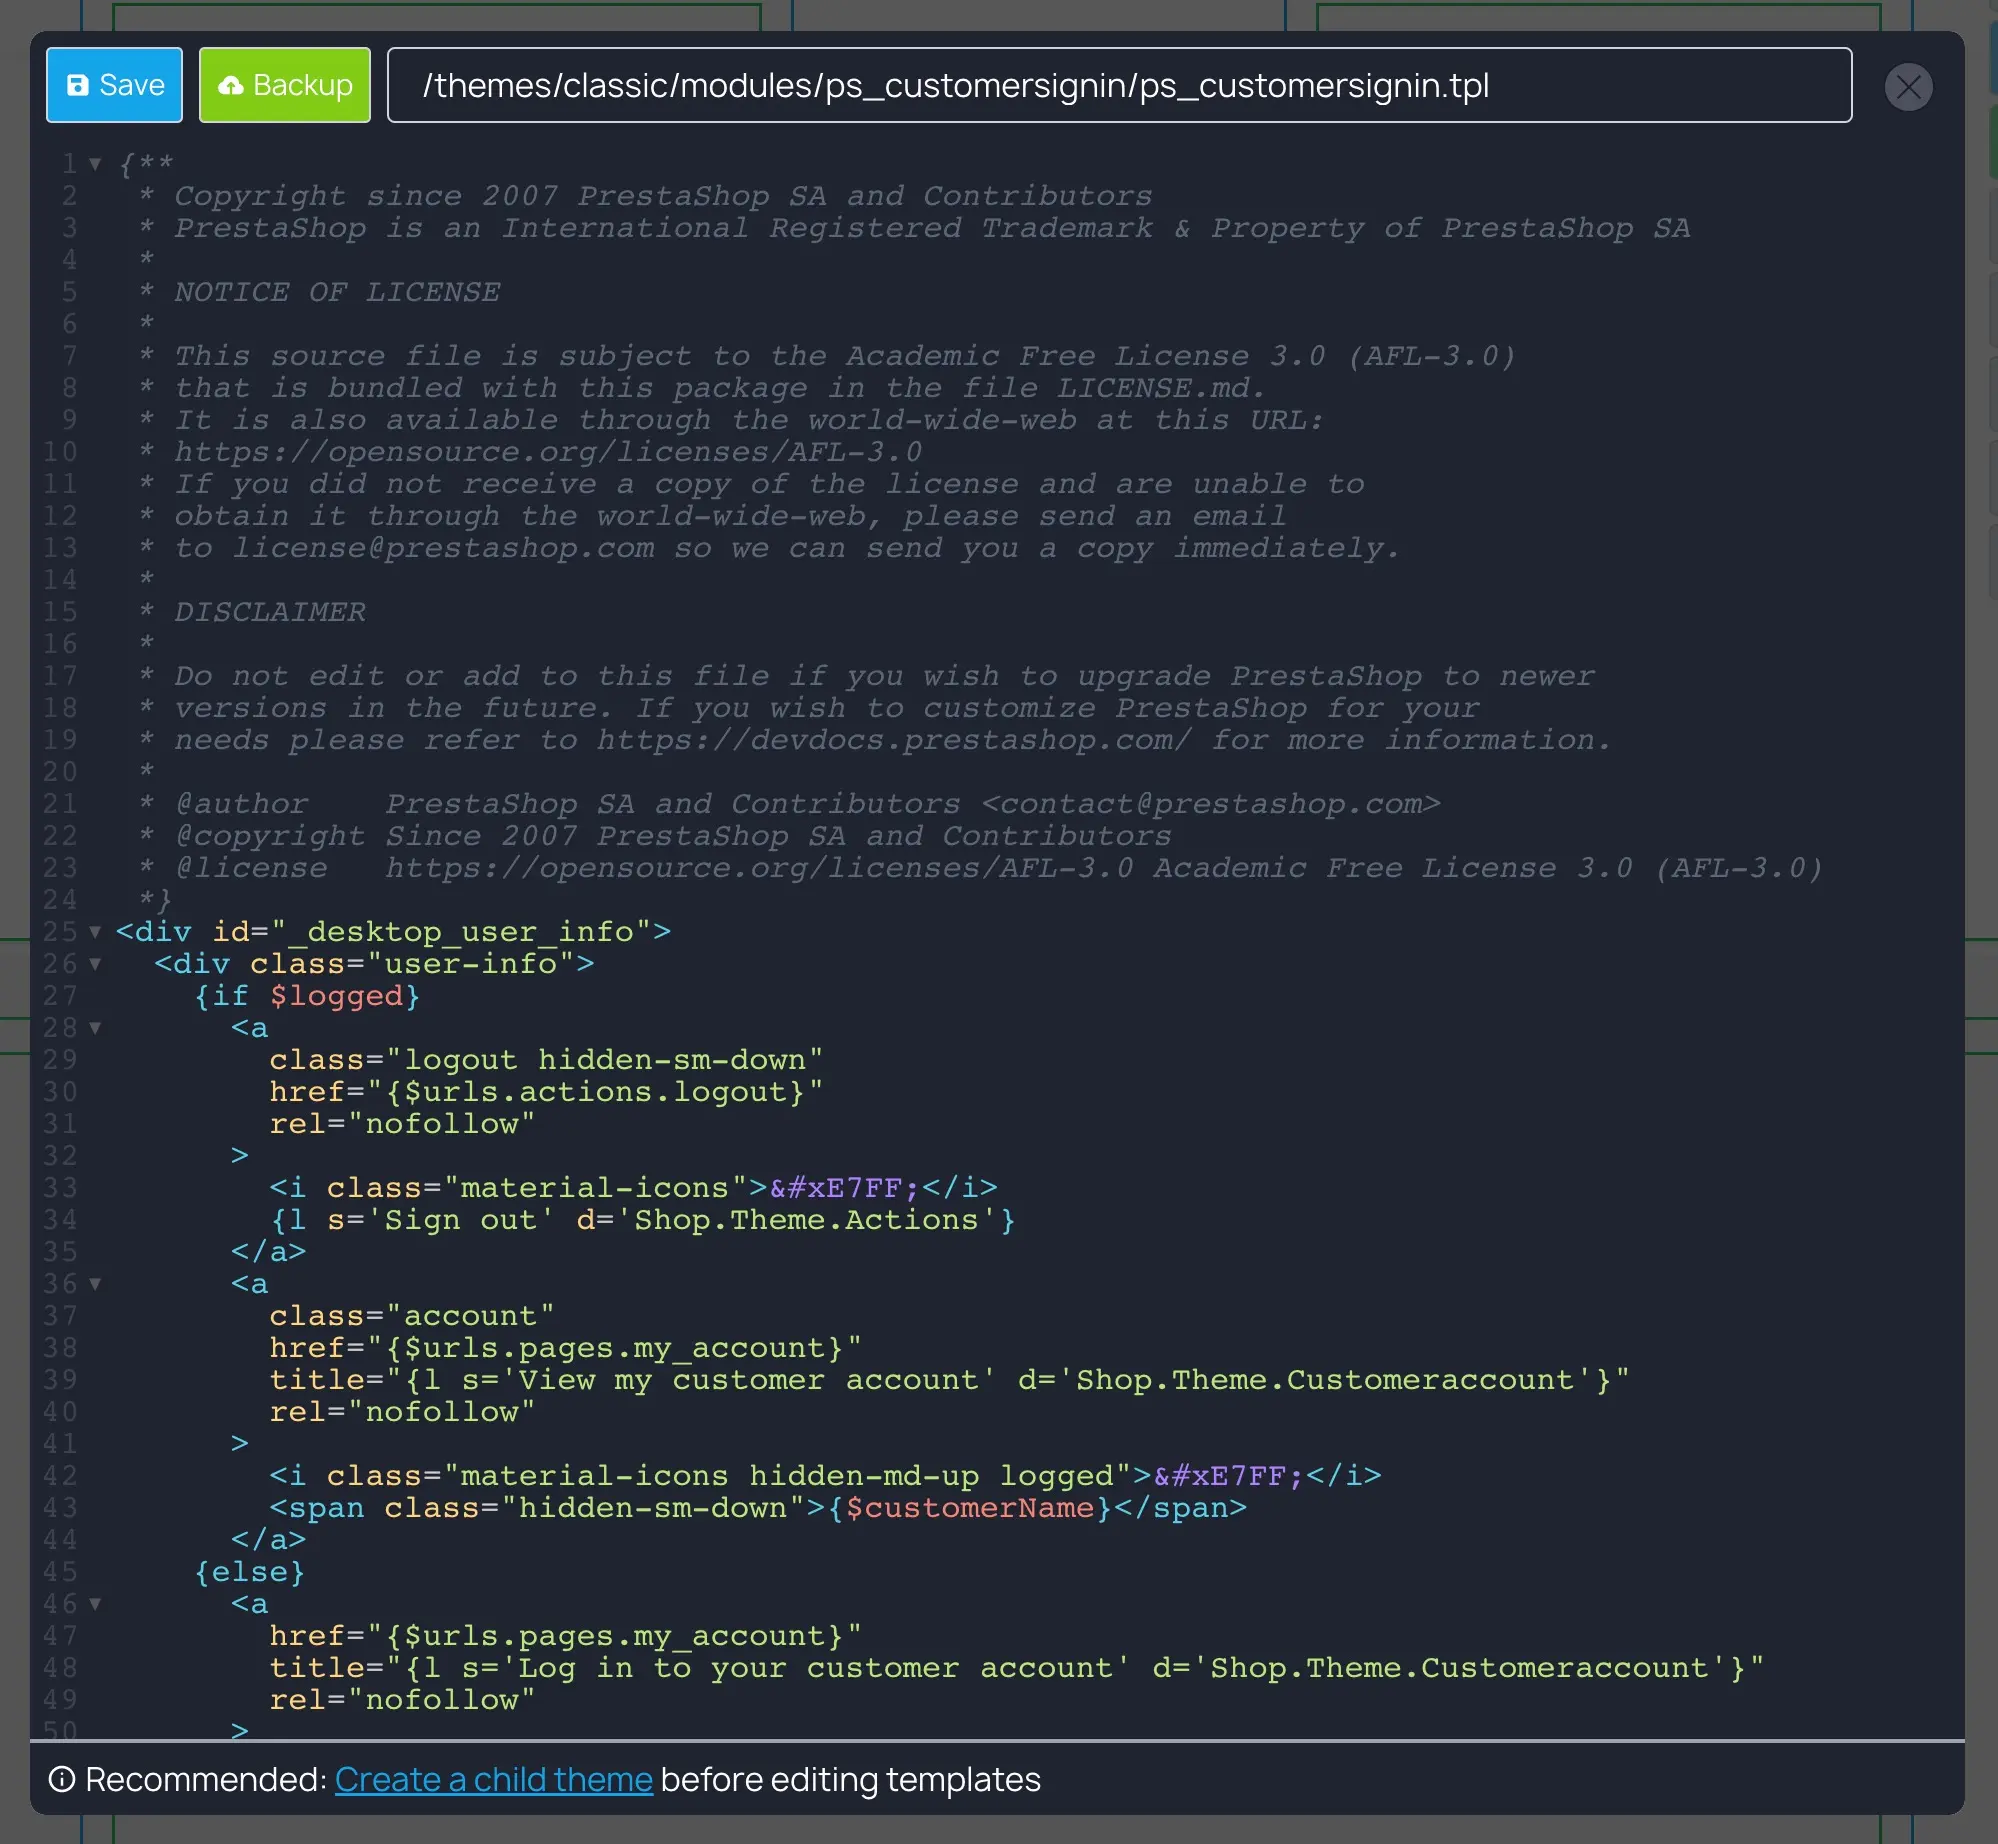 Save Backup /themes/classic/modules/ps_customersignin/ps_customersignin.tpl
1 {**
2  * Copyright since 2007 PrestaShop SA and Contributors
3  * PrestaShop is an International Registered Trademark & Property of PrestaShop SA
4  *
5  * NOTICE OF LICENSE
6  *
7  * This source file is subject to the Academic Free License 3.0 (AFL-3.0)
8  * that is bundled with this package in the file LICENSE.md.
9  * It is also available through the world-wide-web at this URL:
10  * https://opensource.org/licenses/AFL-3.0
11  * If you did not receive a copy of the license and are unable to
12  * obtain it through the world-wide-web, please send an email
13  * to license@prestashop.com so we can send you a copy immediately.
14  *
15  * DISCLAIMER
16  *
17  * Do not edit or add to this file if you wish to upgrade PrestaShop to newer
18  * versions in the future. If you wish to customize PrestaShop for your
19  * needs please refer to https://devdocs.prestashop.com/ for more information.
20  *
21  * @author    PrestaShop SA and Contributors <contact@prestashop.com>
22  * @copyright Since 2007 PrestaShop SA and Contributors
23  * @license   https://opensource.org/licenses/AFL-3.0 Academic Free License 3.0 (AFL-3.0)
24  *}
25 <div id="_desktop_user_info">
26   <div class="user-info">
27     {if $logged}
28       <a
29         class="logout hidden-sm-down"
30         href="{$urls.actions.logout}"
31         rel="nofollow"
32       >
33         <i class="material-icons">&#xE7FF;</i>
34         {l s='Sign out' d='Shop.Theme.Actions'}
35       </a>
36       <a
37         class="account"
38         href="{$urls.pages.my_account}"
39         title="{l s='View my customer account' d='Shop.Theme.Customeraccount'}"
40         rel="nofollow"
41       >
42         <i class="material-icons hidden-md-up logged">&#xE7FF;</i>
43         <span class="hidden-sm-down">{$customerName}</span>
44       </a>
45     {else}
46       <a
47         href="{$urls.pages.my_account}"
48         title="{l s='Log in to your customer account' d='Shop.Theme.Customeraccount'}"
49         rel="nofollow"
50       >
Recommended: Create a child theme before editing templates